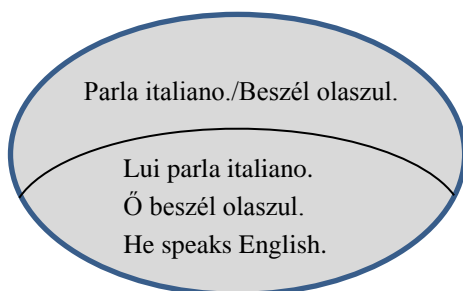 Parla italiano./Beszél olaszul.
Lui parla italiano.
Ő beszél olaszul.
He speaks English.